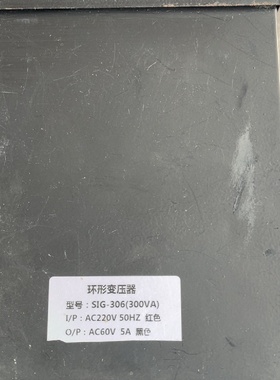 环形变压器
型号：SIG-306(300VA)
I/P：AC220V 50HZ 红色
O/P：AC60V 5A 黑色